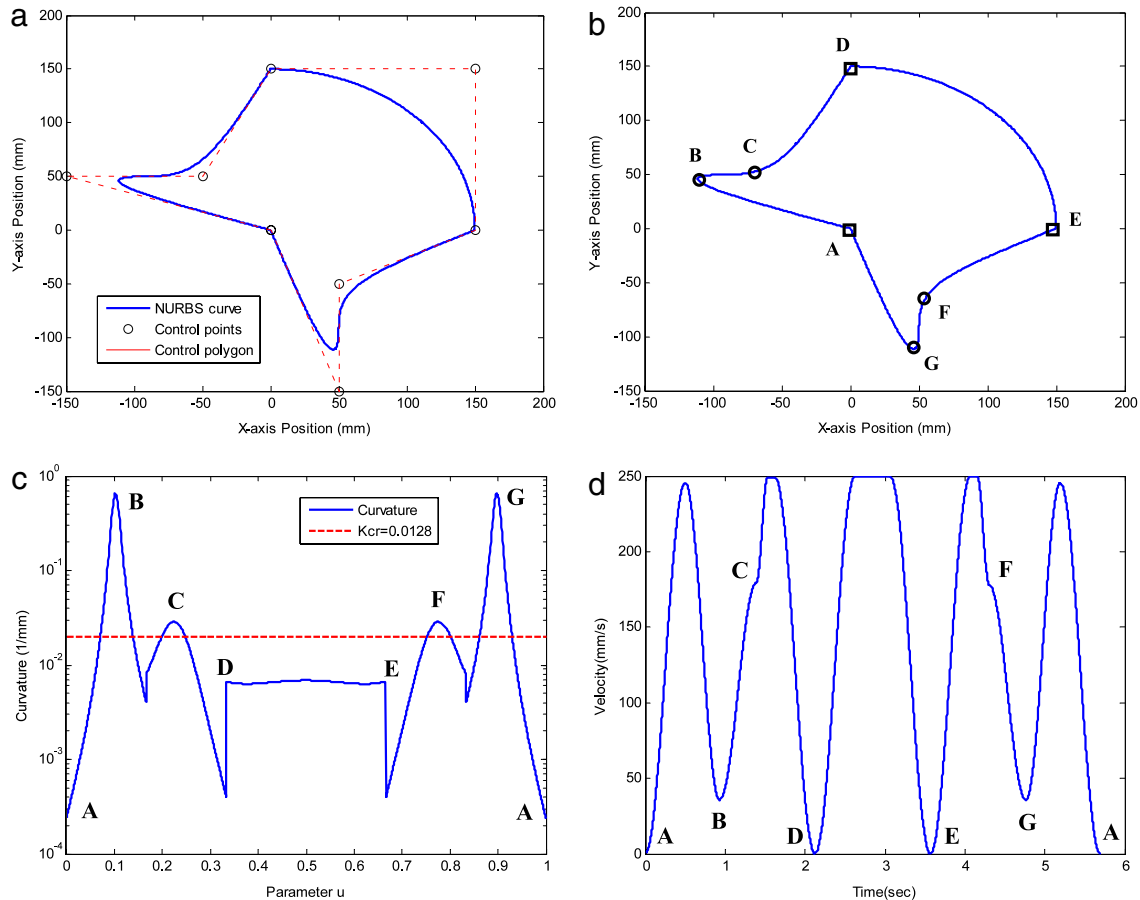 a
200
150
100
50
0
-50
-100
-150
-150
-100
-50
0
50
100
150
200
Y-axis Position (mm)
X-axis Position (mm)
NURBS curve
Control points
Control polygon
b
200
150
100
50
0
-50
-100
-150
-150
-100
-50
0
50
100
150
200
Y-axis Position (mm)
X-axis Position (mm)
D
C
B
A
E
F
G
c
10^0
10^-1
10^-2
10^-3
10^-4
0
0.1
0.2
0.3
0.4
0.5
0.6
0.7
0.8
0.9
1
Curvature (1/mm)
Parameter u
Curvature
Kcr=0.0128
B
G
C
F
D
E
A
A
d
250
200
150
100
50
0
0
1
2
3
4
5
6
Velocity(mm/s)
Time(sec)
C
F
A
B
D
E
G
A